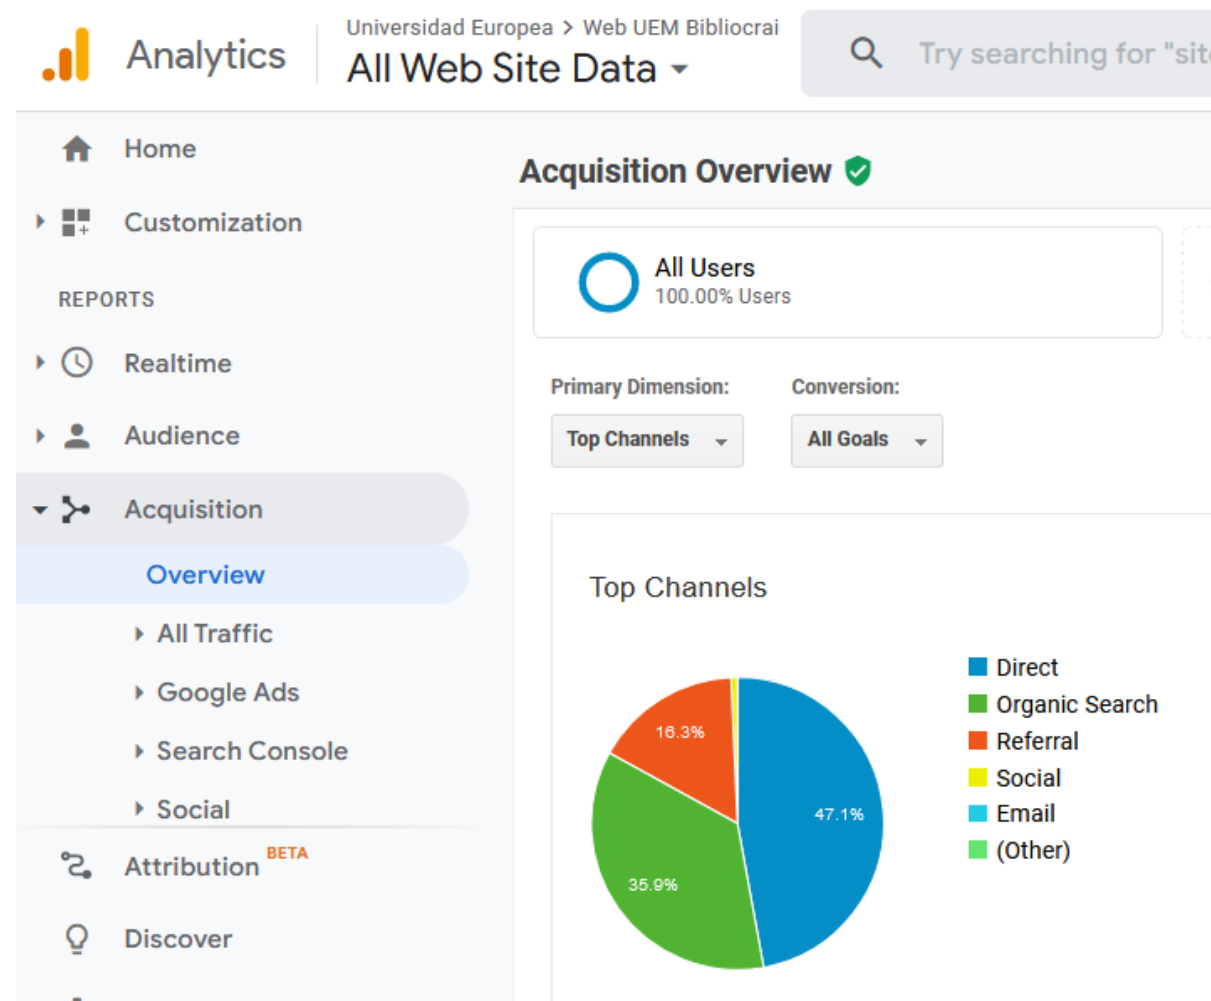 Analytics
Universidad Europea > Web UEM Bibliocrai
All Web Site Data
Try searching for "sit
Home
Customization
REPORTS
Realtime
Audience
Acquisition
Overview
All Traffic
Google Ads
Search Console
Social
Attribution BETA
Discover
Acquisition Overview
All Users
100.00% Users
Primary Dimension:
Conversion:
Top Channels
All Goals
Top Channels
16.3%
47.1%
35.9%
Direct
Organic Search
Referral
Social
Email
(Other)